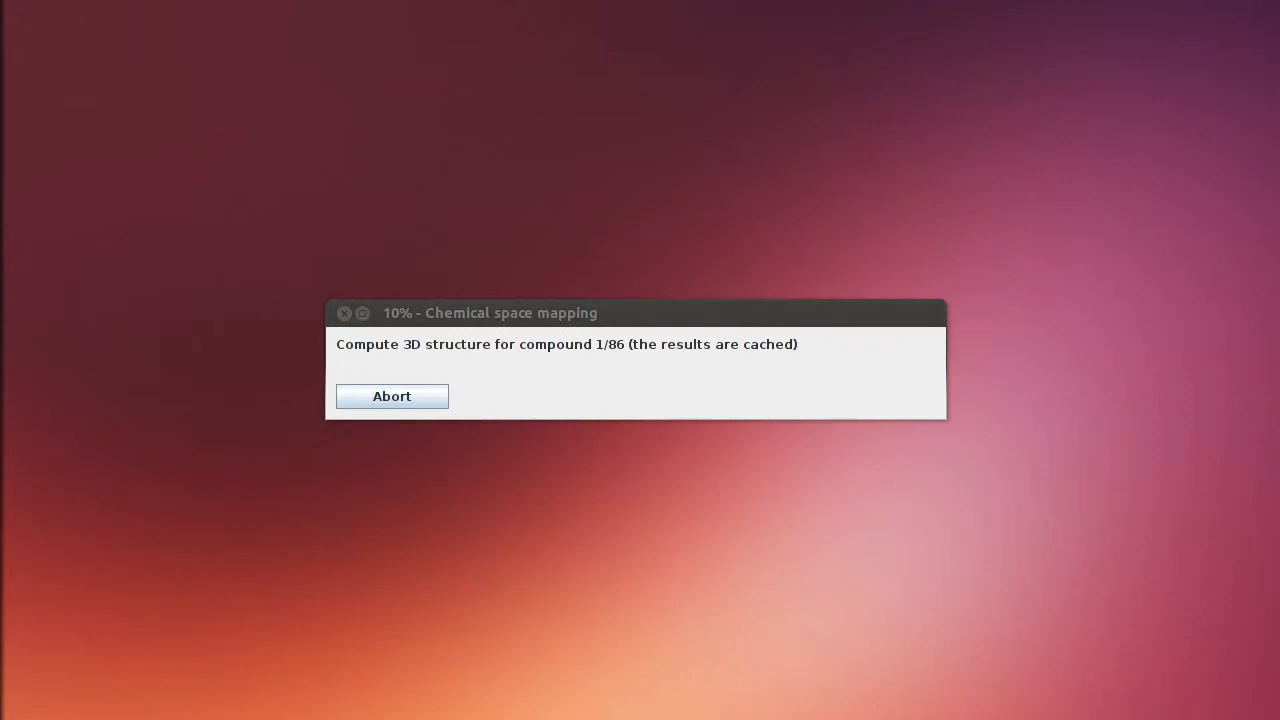 10% - Chemical space mapping
Compute 3D structure for compound 1/86 (the results are cached)
Abort